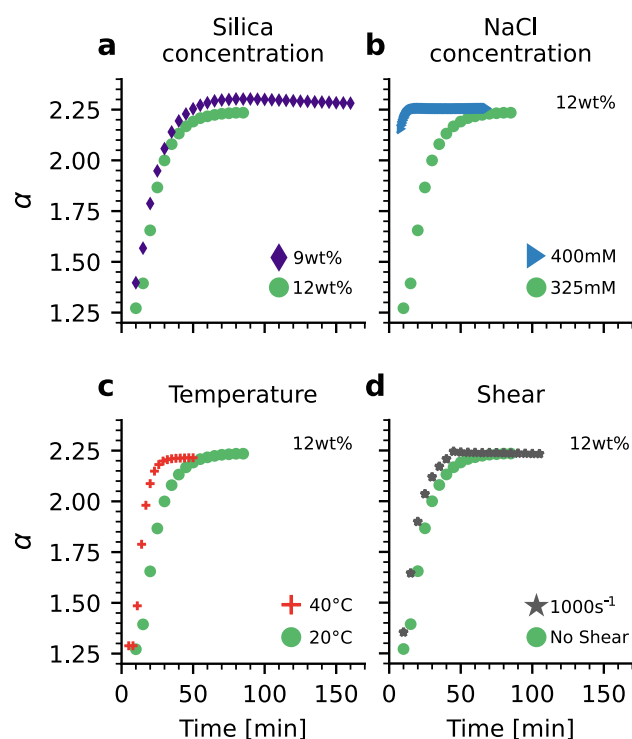 a
Silica
concentration
b
NaCl
concentration
α
2.25
2.00
1.75
1.50
1.25
9wt%
12wt%
12wt%
400mM
325mM
c
Temperature
d
Shear
α
2.25
2.00
1.75
1.50
1.25
12wt%
40°C
20°C
12wt%
1000s⁻¹
No Shear
0 50 100 150
0 50 100 150
Time [min]
Time [min]